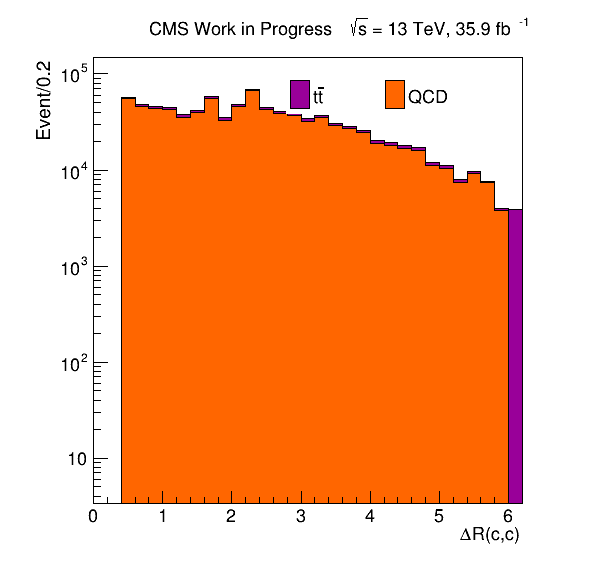 CMS Work in Progress √s = 13 TeV, 35.9 fb⁻¹
Event/0.2
tt̄ QCD
10⁵
10⁴
10³
10²
10
0 1 2 3 4 5 6
ΔR(c,c)